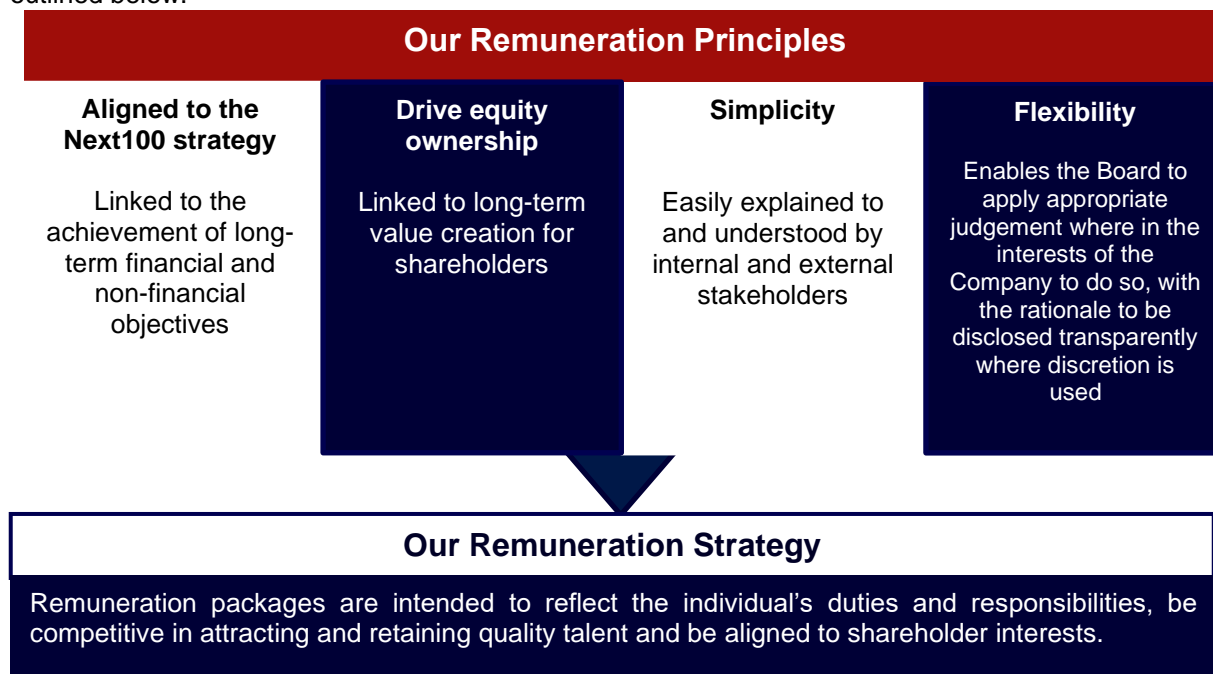 outlined below.
Our Remuneration Principles
Aligned to the
Next100 strategy
Linked to the
achievement of long-
term financial and
non-financial
objectives
Drive equity
ownership
Linked to long-term
value creation for
shareholders
Simplicity
Easily explained to
and understood by
internal and external
stakeholders
Flexibility
Enables the Board to
apply appropriate
judgement where in the
interests of the
Company to do so, with
the rationale to be
disclosed transparently
where discretion is
used
Our Remuneration Strategy
Remuneration packages are intended to reflect the individual’s duties and responsibilities, be
competitive in attracting and retaining quality talent and be aligned to shareholder interests.